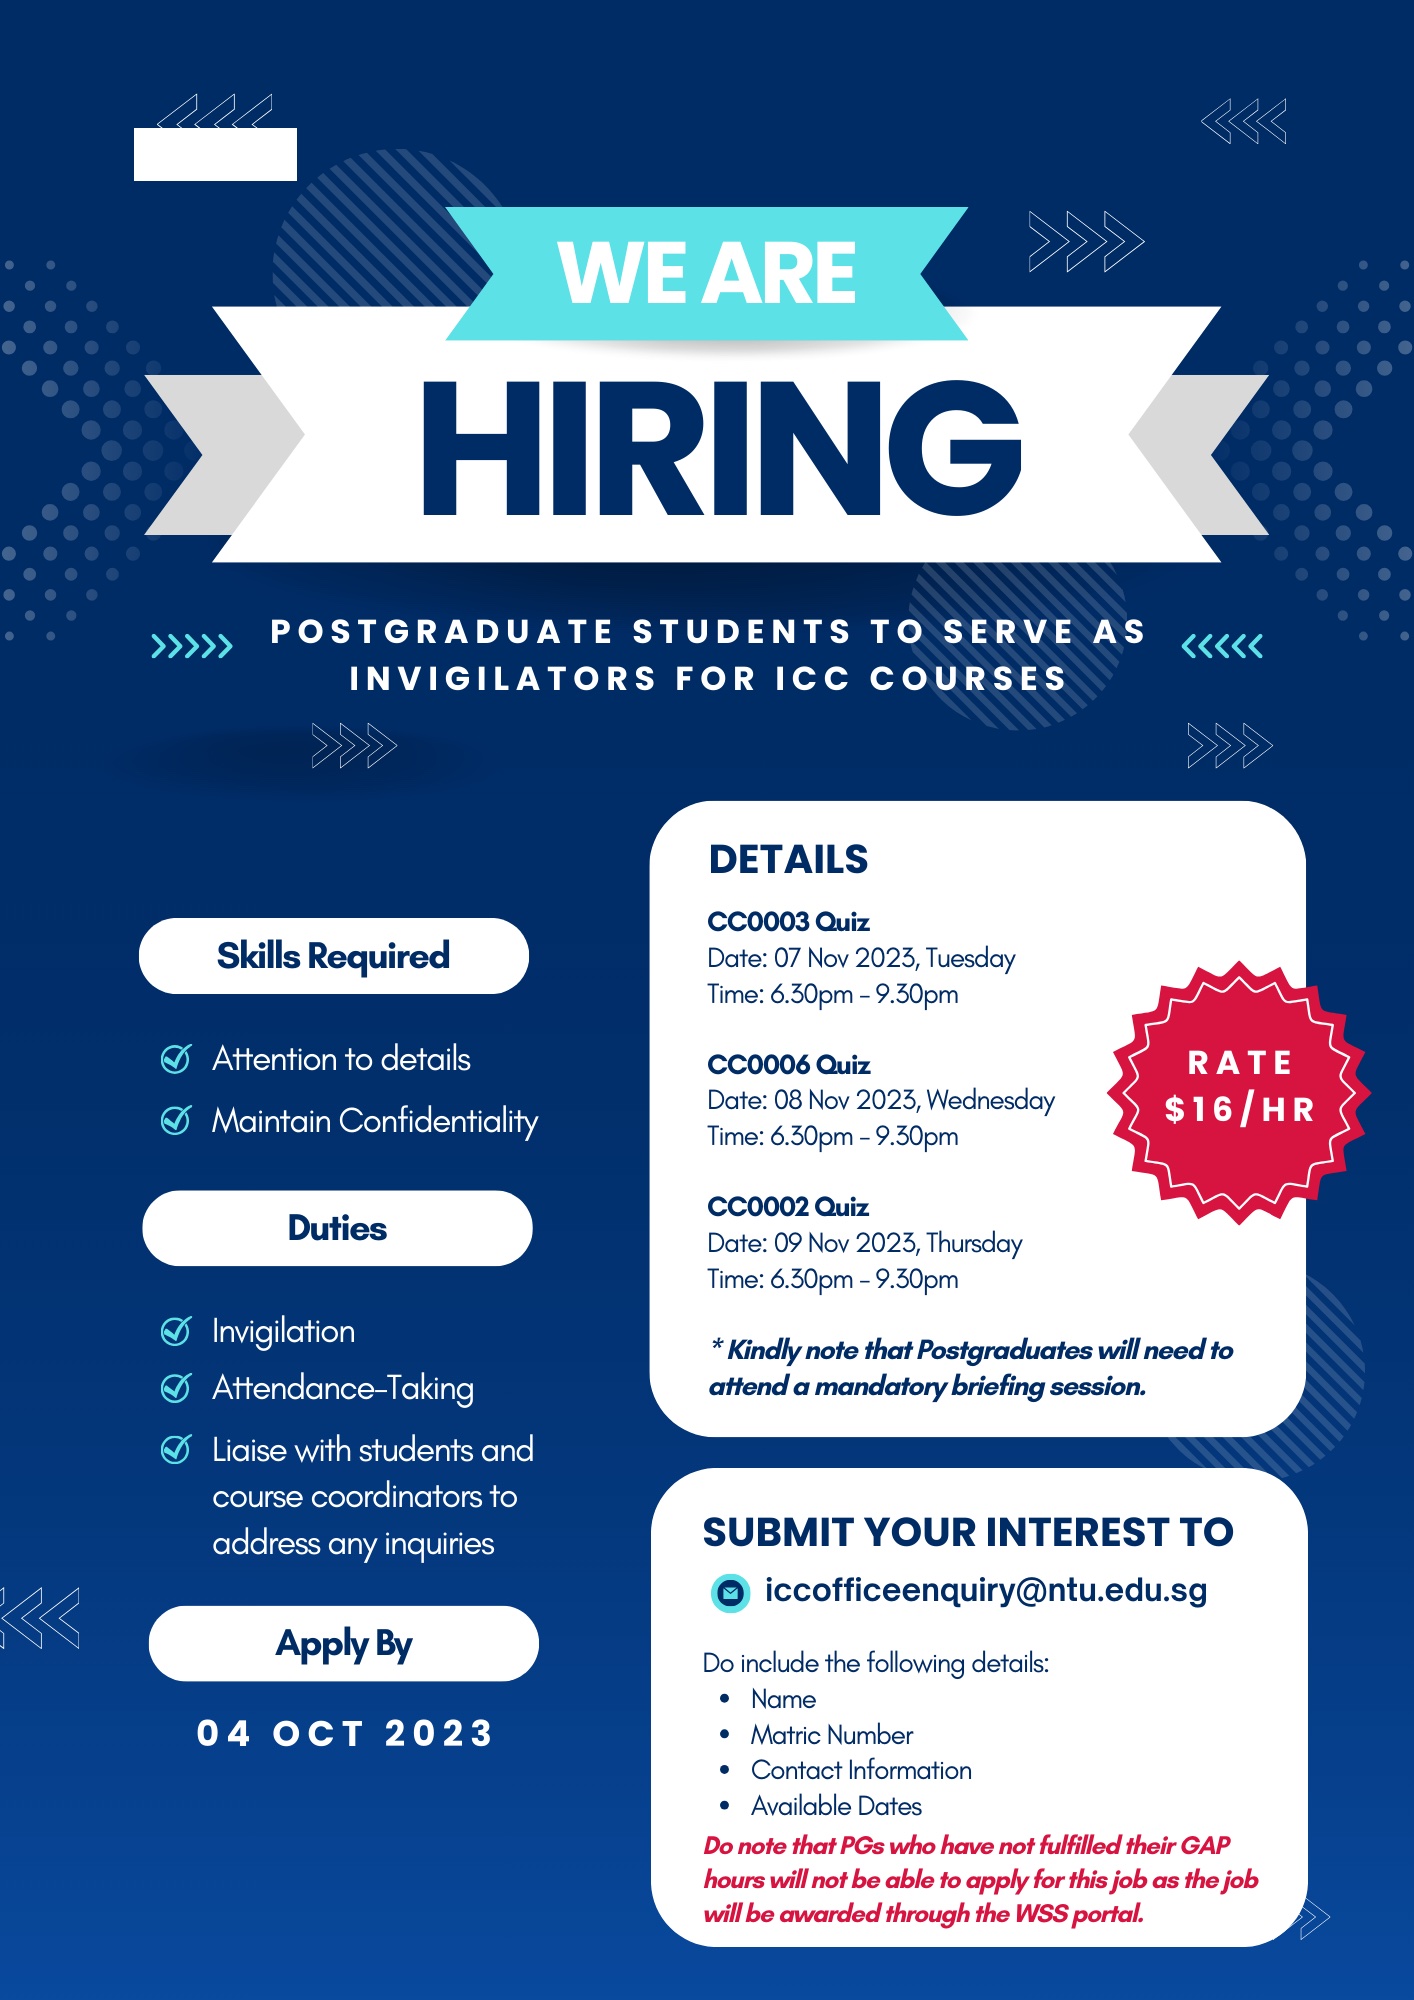 WE ARE
HIRING
POSTGRADUATE STUDENTS TO SERVE AS
INVIGILATORS FOR ICC COURSES
Skills Required
Attention to details
Maintain Confidentiality
Duties
Invigilation
Attendance-Taking
Liaise with students and
course coordinators to
address any inquiries
Apply By
04 OCT 2023
DETAILS
CC0003 Quiz
Date: 07 Nov 2023, Tuesday
Time: 6.30pm - 9.30pm
CC0006 Quiz
Date: 08 Nov 2023, Wednesday
Time: 6.30pm - 9.30pm
CC0002 Quiz
Date: 09 Nov 2023, Thursday
Time: 6.30pm - 9.30pm
* Kindly note that Postgraduates will need to
attend a mandatory briefing session.
RATE
$16/HR
SUBMIT YOUR INTEREST TO
iccofficeenquiry@ntu.edu.sg
Do include the following details:
• Name
• Matric Number
• Contact Information
• Available Dates
Do note that PGs who have not fulfilled their GAP
hours will not be able to apply for this job as the job
will be awarded through the WSS portal.